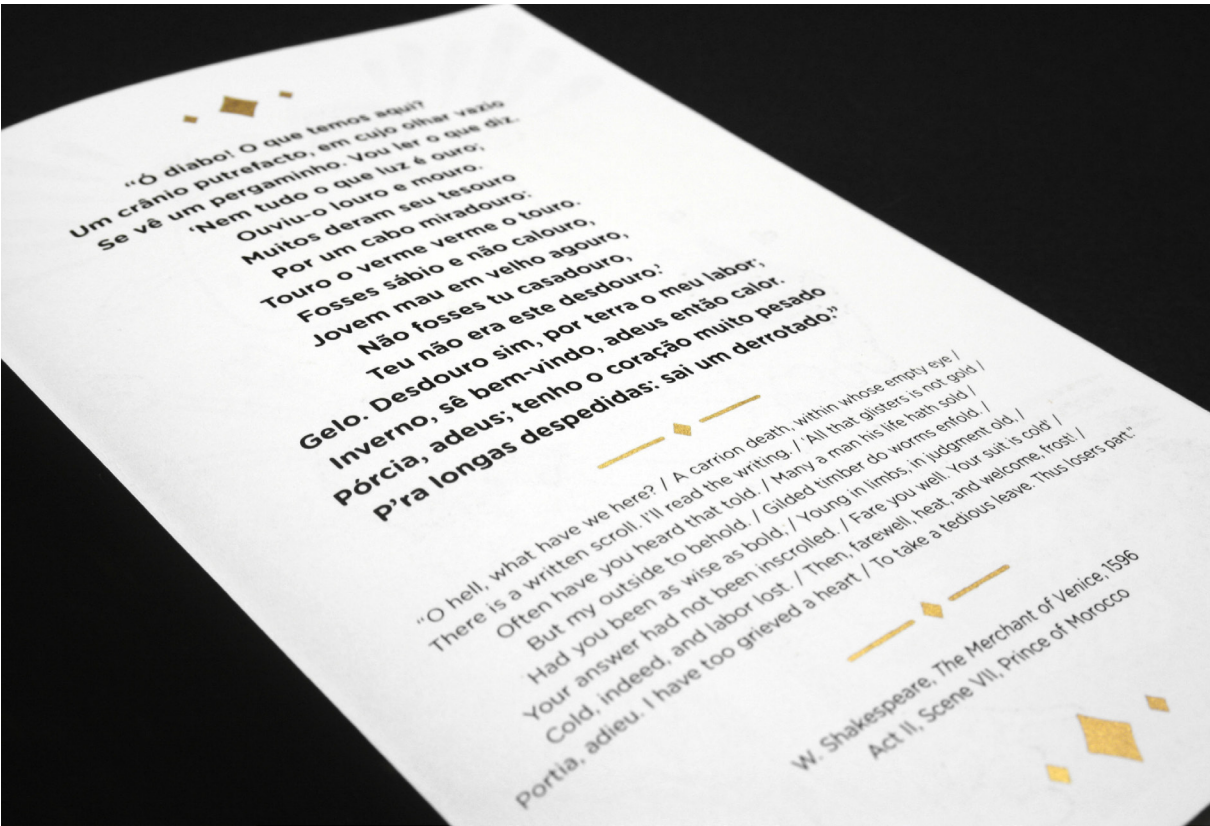 “Ó diabo! O que temos aqui?
Um crânio putrefacto, em cujo olhar vazio
Se vê um pergaminho. Vou ler o que diz.
‘Nem tudo o que luz é ouro;
Ouviu-o louro e mouro.
Muitos deram seu tesouro
Por um cabo miradouro:
Touro o verme verme o touro.
Fosses sábio e não calouro,
Jovem mau em velho agouro,
Não fosses tu casadouro,
Teu não era este desdouro.’
Gelo. Desdouro sim, por terra o meu labor;
Inverno, sê bem-vindo, adeus então calor.
Pórcia, adeus; tenho o coração muito pesado
P’ra longas despedidas: sai um derrotado.”
“O hell, what have we here? / A carrion death, within whose empty eye /
There is a written scroll. I’ll read the writing. / ‘All that glisters is not gold /
Often have you heard that told. / Many a man his life hath sold /
But my outside to behold. / Gilded timber do worms enfold. /
Had you been as wise as bold, / Young in limbs, in judgment old, /
Your answer had not been inscrolled. / Fare you well. Your suit is cold’ /
Cold, indeed, and labor lost. / Then, farewell, heat, and welcome, frost! /
Portia, adieu. I have too grieved a heart / To take a tedious leave. Thus losers part.”
W. Shakespeare, The Merchant of Venice, 1596
Act II, Scene VII, Prince of Morocco